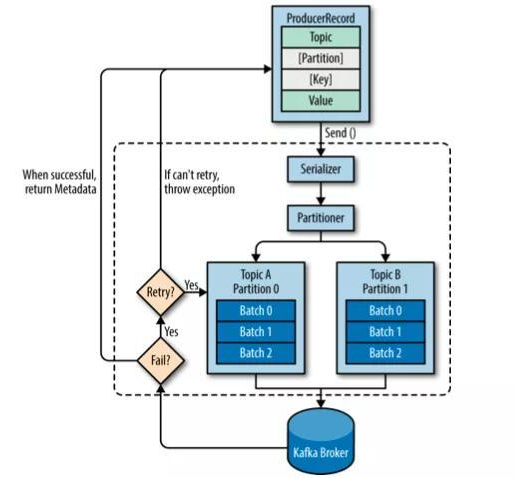 ProducerRecord
Topic
[Partition]
[Key]
Value
Send ()
When successful,
return Metadata
If can't retry,
throw exception
Serializer
Partitioner
Retry?
Yes
Topic A
Partition 0
Batch 0
Batch 1
Batch 2
Topic B
Partition 1
Batch 0
Batch 1
Batch 2
Yes
Fail?
Kafka Broker